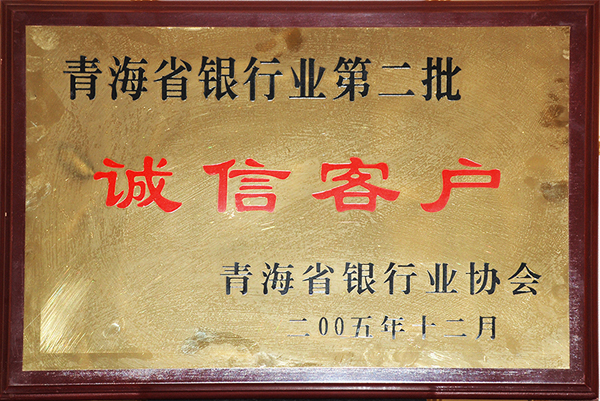 青海省银行业第二批
诚信客户
青海省银行业协会
二00五年十二月